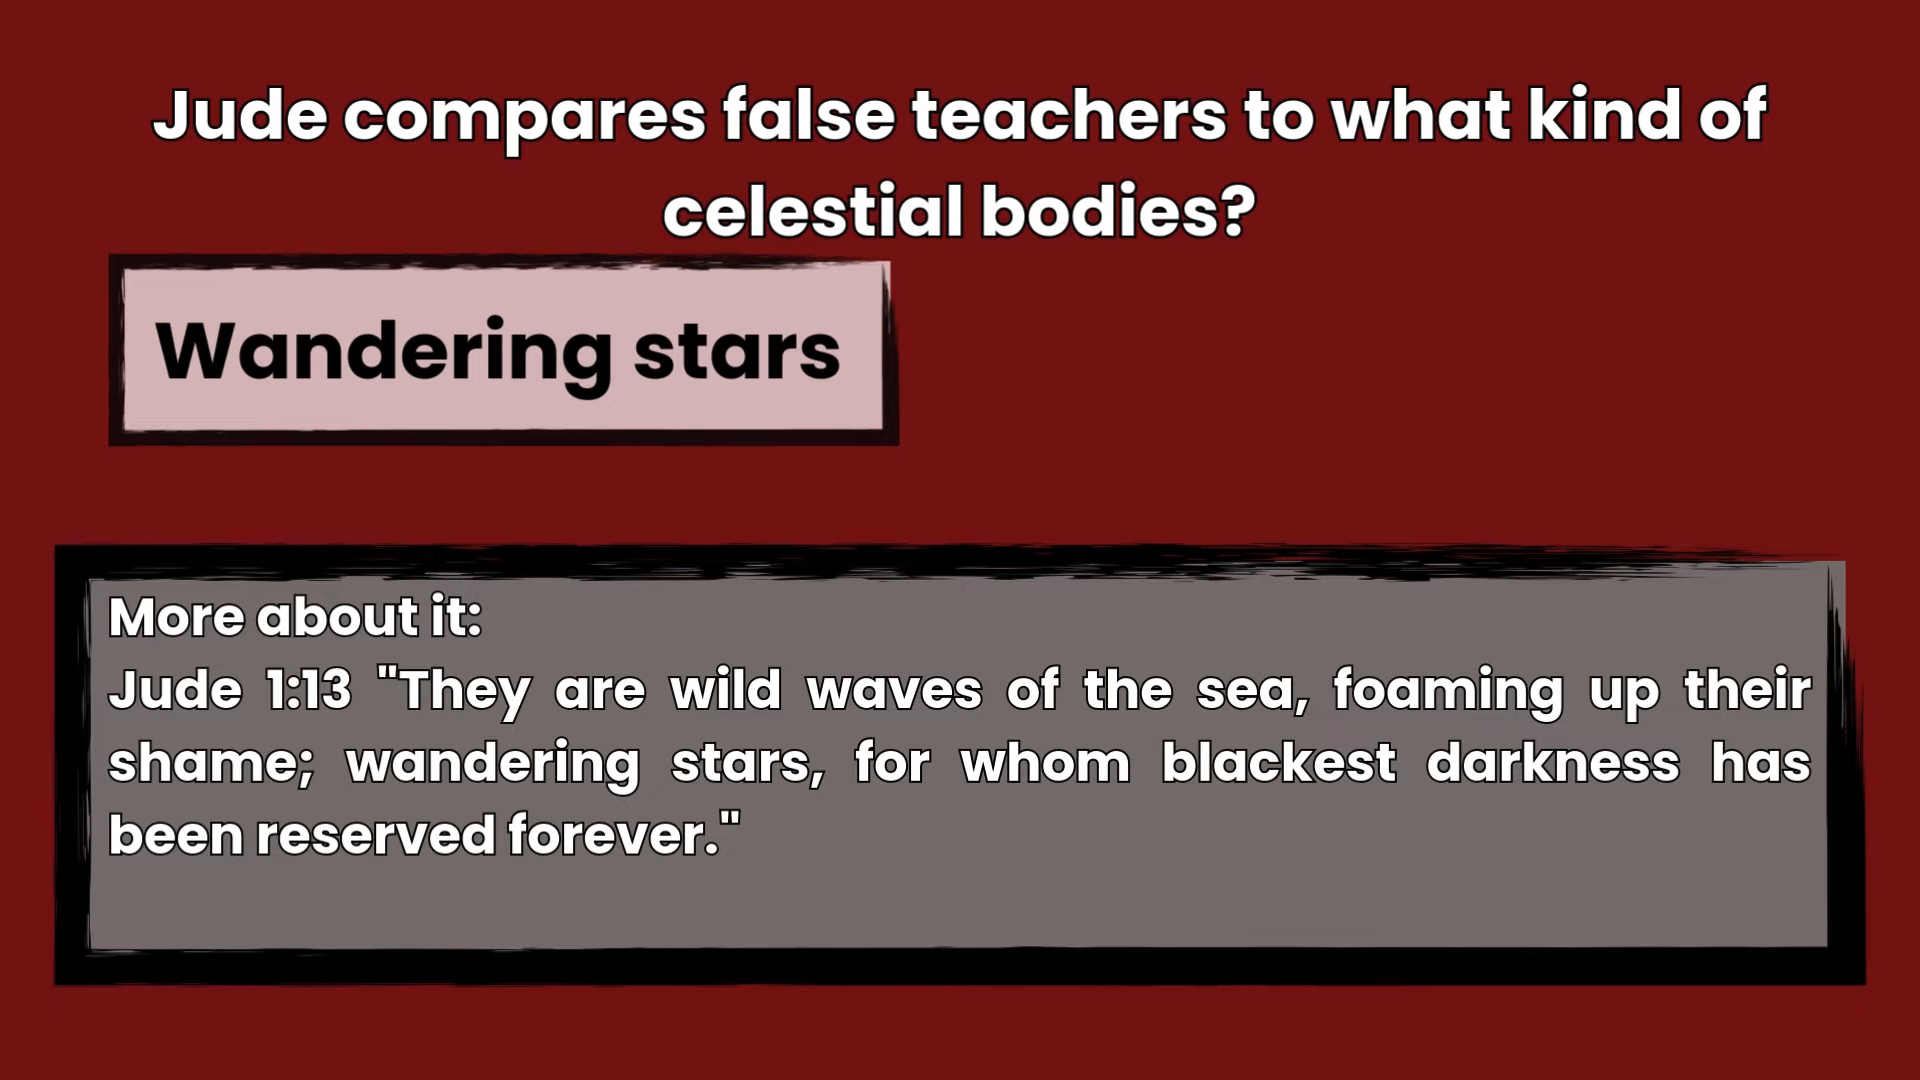 Jude compares false teachers to what kind of
celestial bodies?
Wandering stars
More about it:
Jude 1:13 "They are wild waves of the sea, foaming up their
shame; wandering stars, for whom blackest darkness has
been reserved forever."